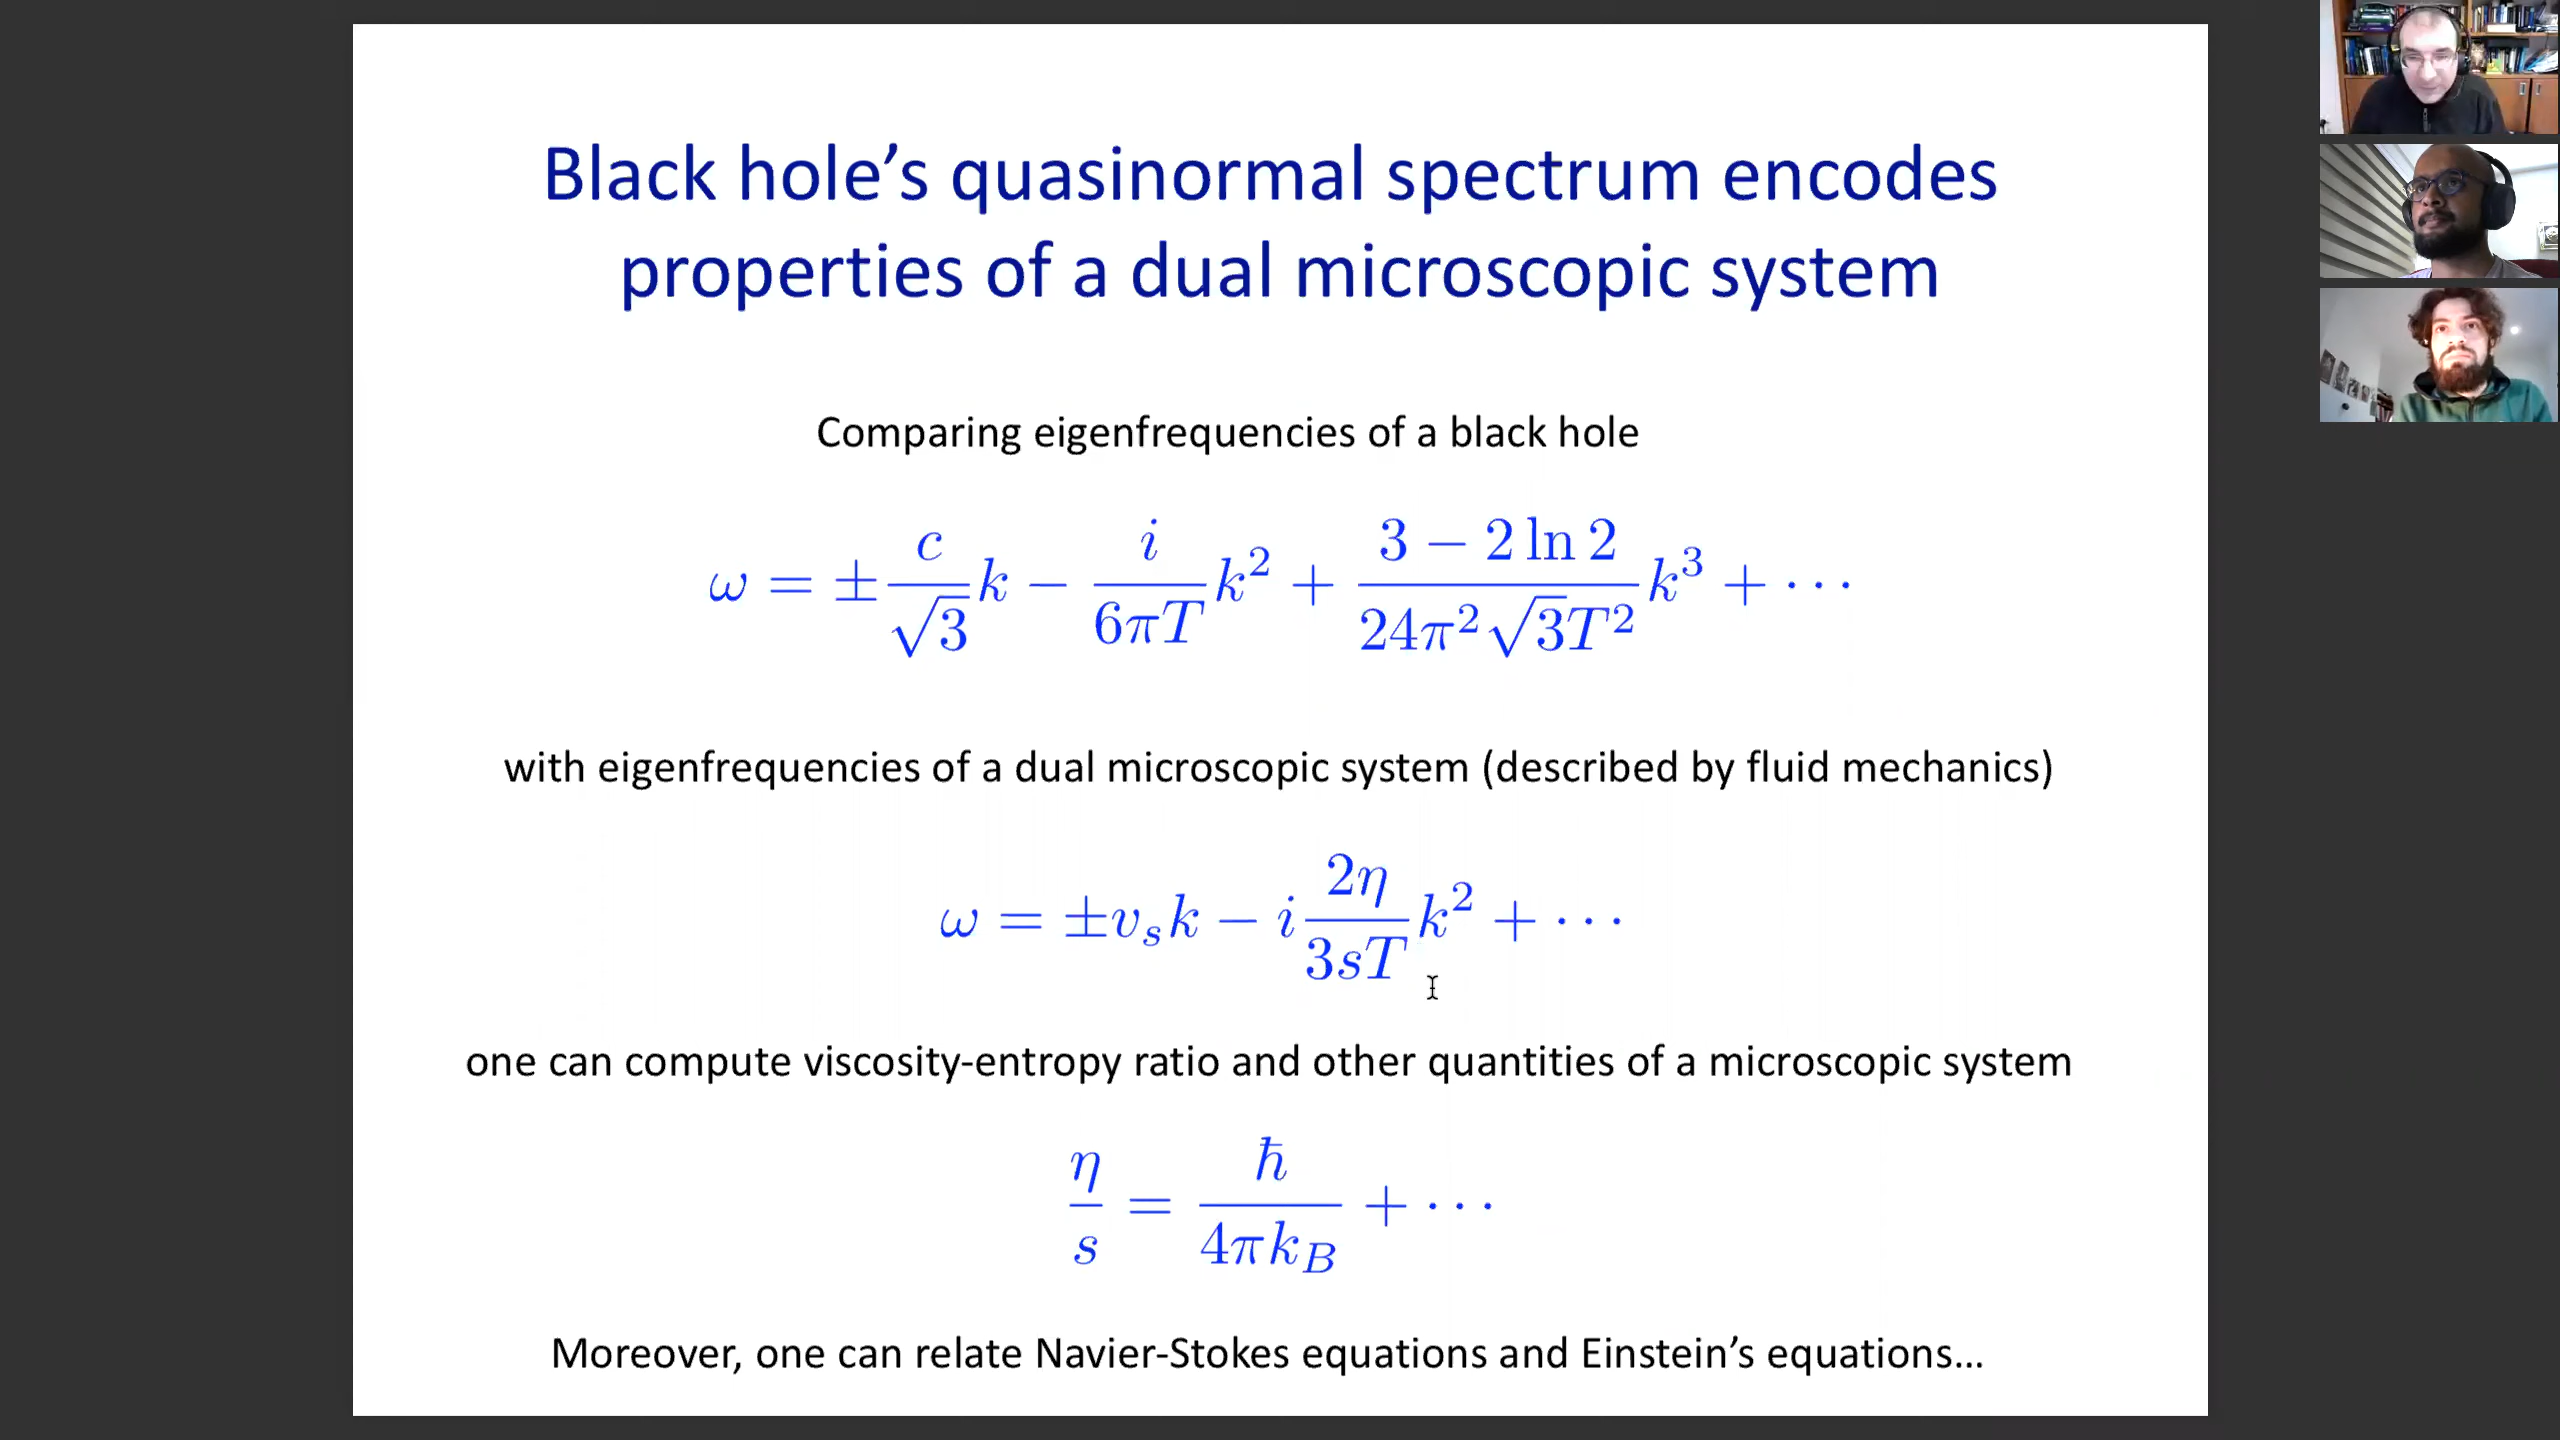 Black hole’s quasinormal spectrum encodes
properties of a dual microscopic system
Comparing eigenfrequencies of a black hole
ω = ± c/√3 k − i/6πT k² + 3 − 2 ln 2/24π²√3T² k³ + ···
with eigenfrequencies of a dual microscopic system (described by fluid mechanics)
ω = ±vₛk − i 2η/3sT k² + ···
one can compute viscosity-entropy ratio and other quantities of a microscopic system
η/s = ħ/4πk_B + ···
Moreover, one can relate Navier-Stokes equations and Einstein’s equations...